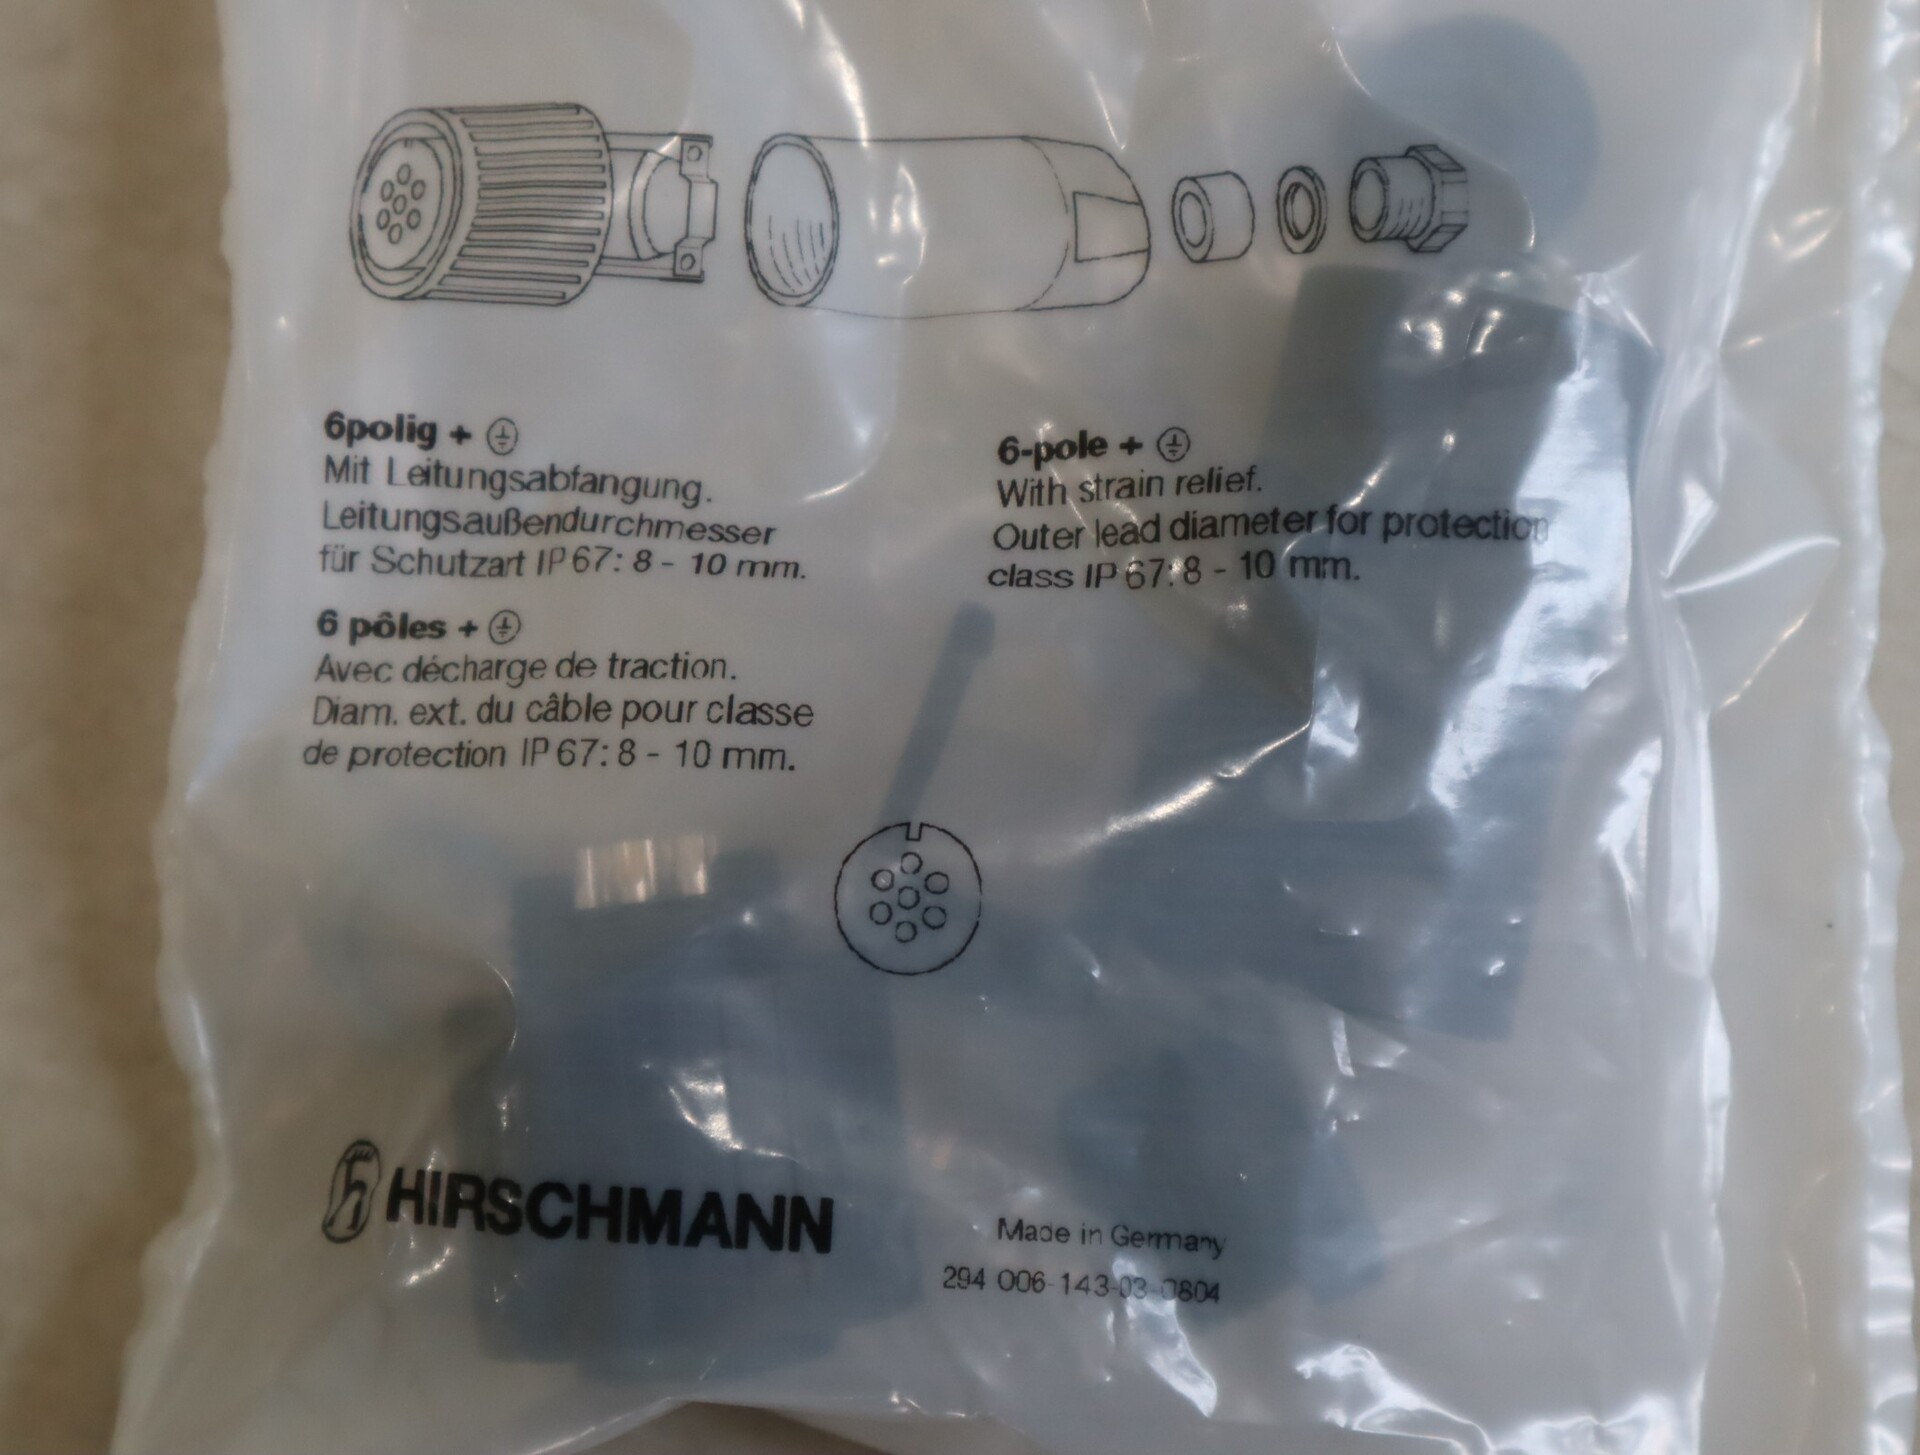 6polig +
Mit Leitungsabfangung.
Leitungsaußendurchmesser
für Schutzart IP 67: 8 - 10 mm.
6-pole +
With strain relief.
Outer lead diameter for protection
class IP 67: 8 - 10 mm.
6 pôles +
Avec décharge de traction.
Diam. ext. du câble pour classe
de protection IP 67: 8 - 10 mm.
HIRSCHMANN
Made in Germany
294 006-143-03-0804